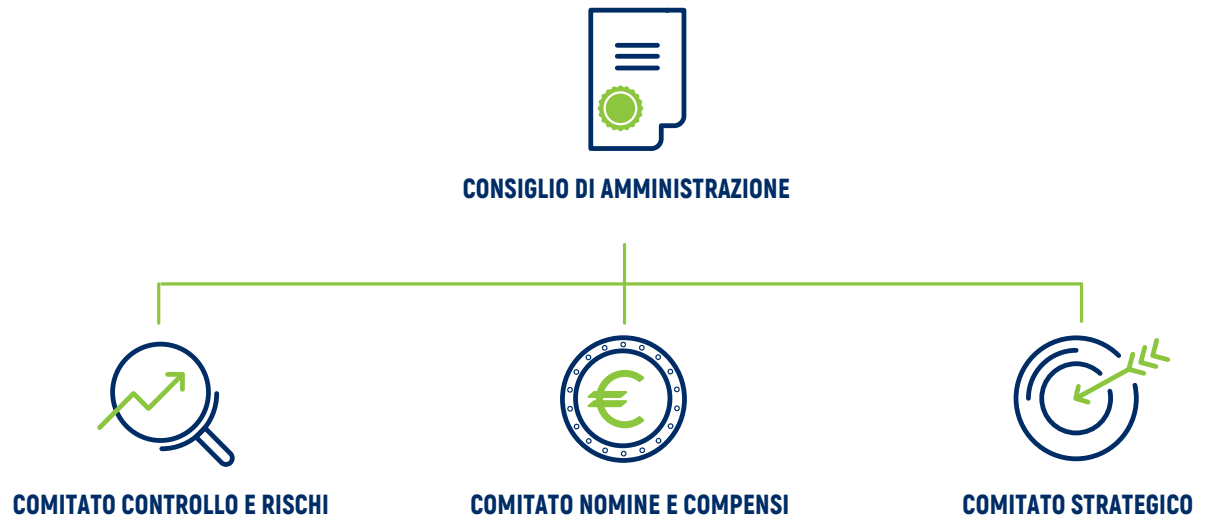 CONSIGLIO DI AMMINISTRAZIONE
COMITATO CONTROLLO E RISCHI
COMITATO NOMINE E COMPENSI
COMITATO STRATEGICO